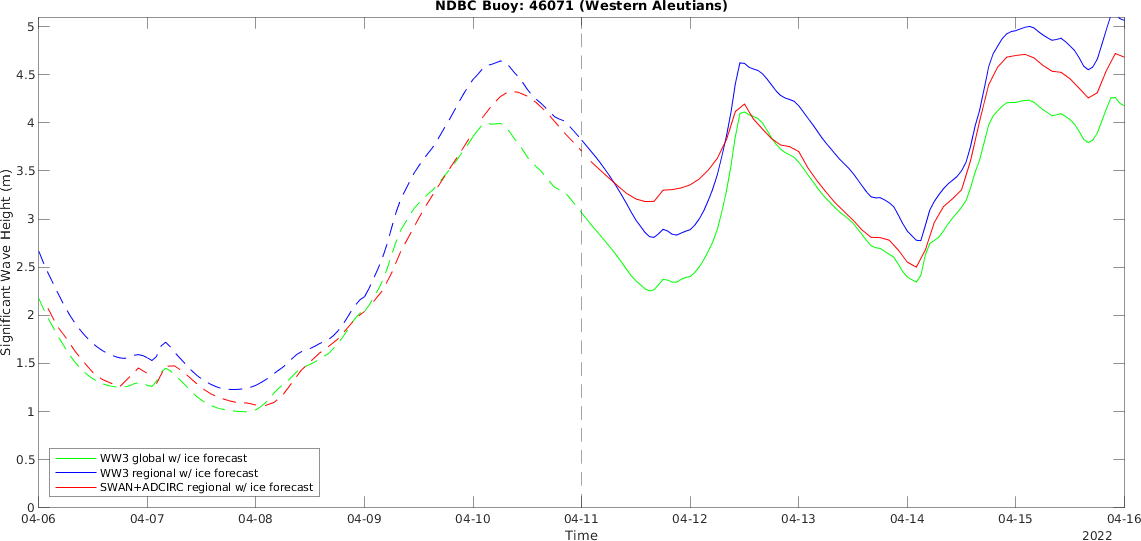 NDBC Buoy: 46071 (Western Aleutians)
5
4.5
4
3.5
3
2.5
2
1.5
1
0.5
0
Significant Wave Height (m)
WW3 global w/ ice forecast
WW3 regional w/ ice forecast
SWAN+ADCIRC regional w/ ice forecast
04-06 04-07 04-08 04-09 04-10 04-11 04-12 04-13 04-14 04-15 04-16
Time
2022